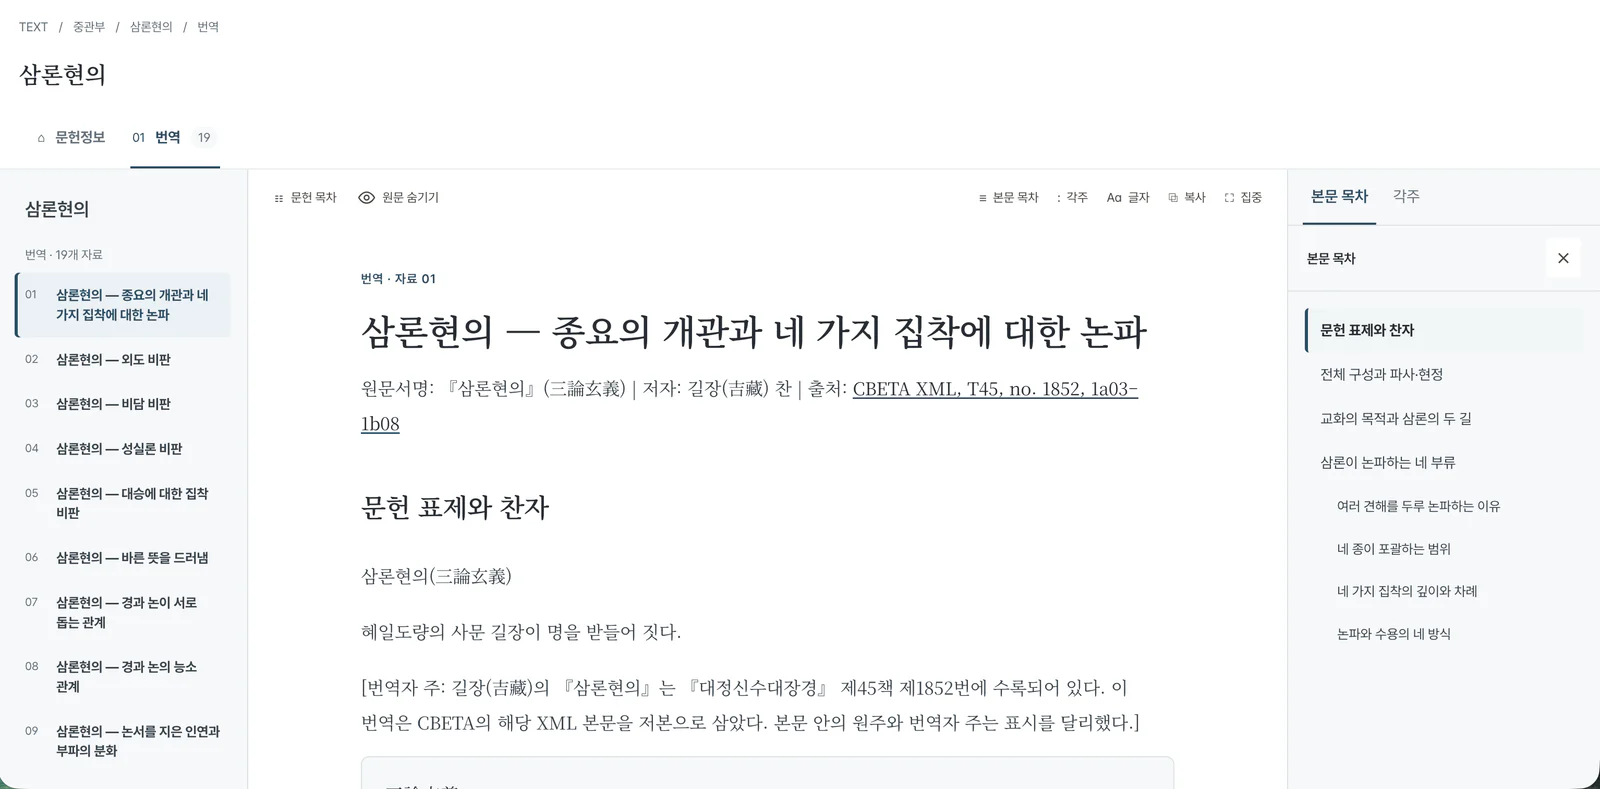 TEXT / 중관부 / 삼론현의 / 번역
삼론현의
문헌정보
01 번역 19
삼론현의
번역 · 19개 자료
01 삼론현의 — 종요의 개관과 네
가지 집착에 대한 논파
02 삼론현의 — 외도 비판
03 삼론현의 — 비담 비판
04 삼론현의 — 성실론 비판
05 삼론현의 — 대승에 대한 집착
비판
06 삼론현의 — 바른 뜻을 드러냄
07 삼론현의 — 경과 논이 서로
돕는 관계
08 삼론현의 — 경과 논의 능소
관계
09 삼론현의 — 논서를 지은 인연과
부파의 분화
문헌 목차
원문 숨기기
본문 목차
: 각주
Aa 글자
복사
집중
번역 · 자료 01
삼론현의 — 종요의 개관과 네 가지 집착에 대한 논파
원문서명: 『삼론현의』(三論玄義) | 저자: 길장(吉藏) 찬 | 출처: CBETA XML, T45, no. 1852, 1a03–
1b08
문헌 표제와 찬자
삼론현의(三論玄義)
혜일도량의 사문 길장이 명을 받들어 짓다.
[번역자 주: 길장(吉藏)의 『삼론현의』는 『대정신수대장경』 제45책 제1852번에 수록되어 있다. 이
번역은 CBETA의 해당 XML 본문을 저본으로 삼았다. 본문 안의 원주와 번역자 주는 표시를 달리했다.]
본문 목차
각주
본문 목차
문헌 표제와 찬자
전체 구성과 파사·현정
교화의 목적과 삼론의 두 길
삼론이 논파하는 네 부류
여러 견해를 두루 논파하는 이유
네 종이 포괄하는 범위
네 가지 집착의 깊이와 차례
논파와 수용의 네 방식